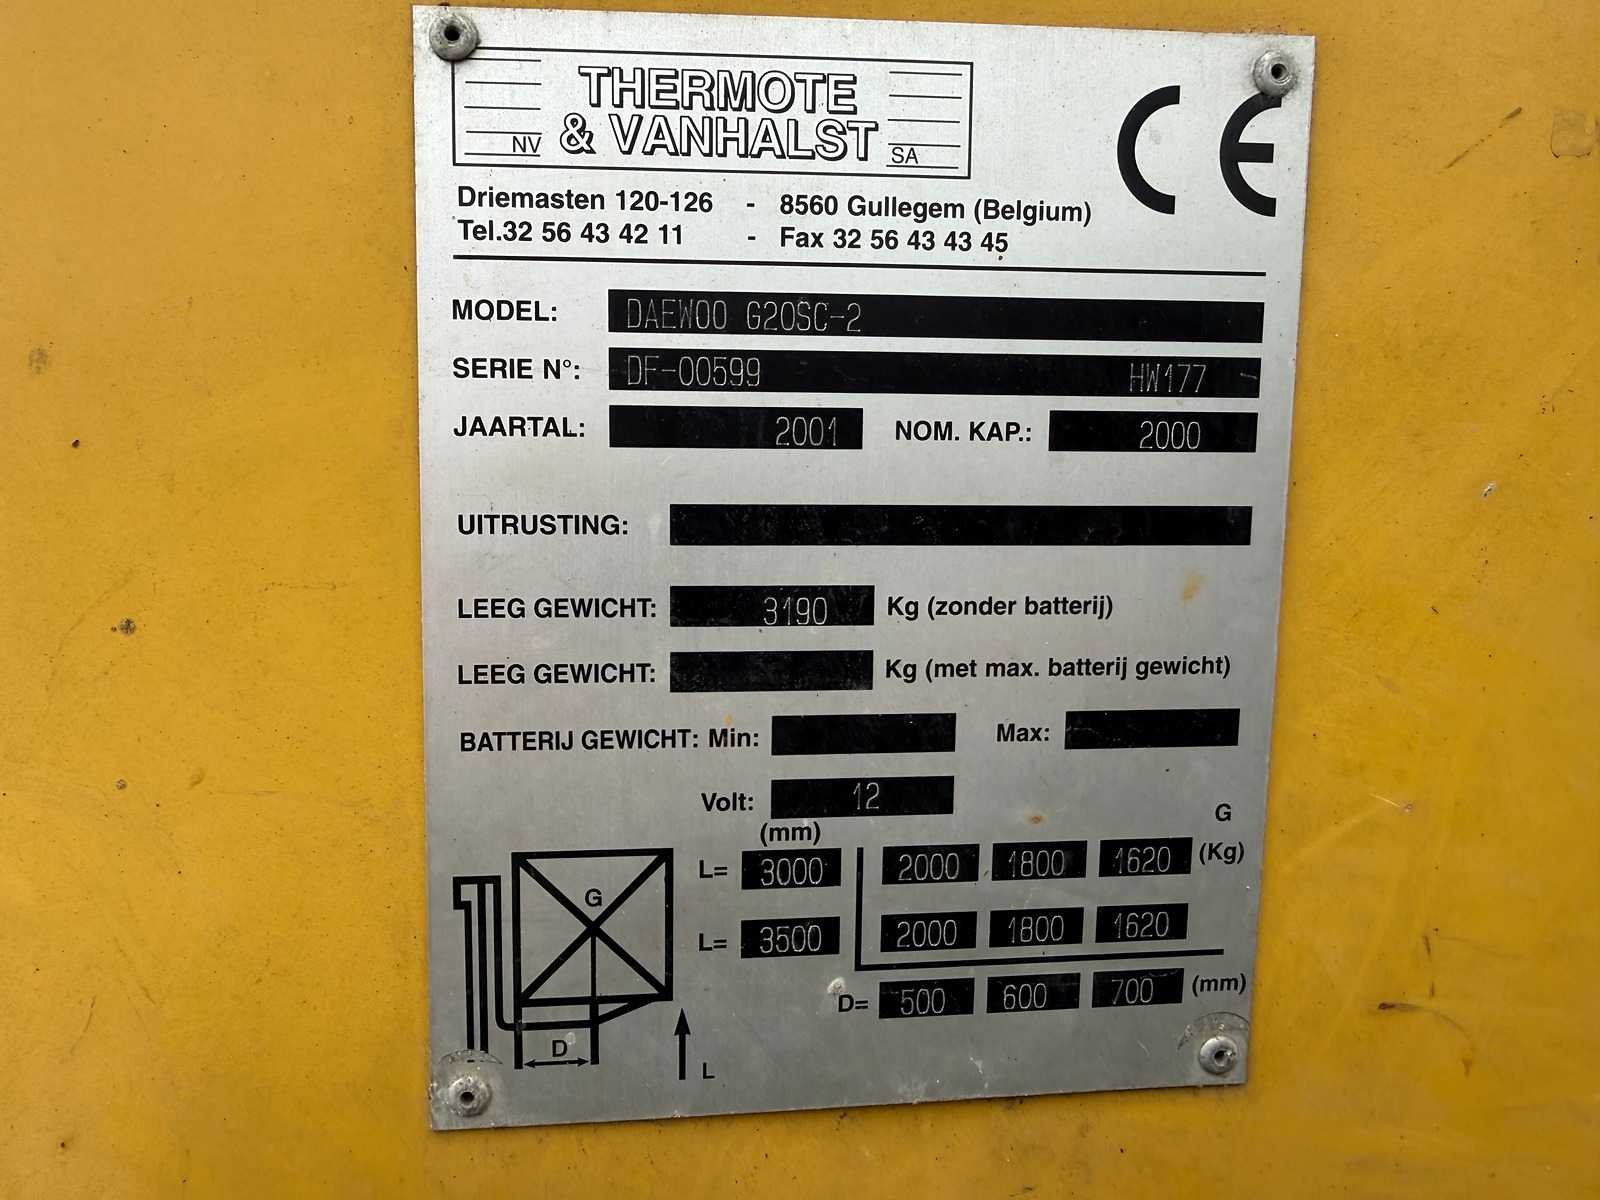 THERMOTE
NV & VANHALST SA
CE
Driemasten 120-126 - 8560 Gullegem (Belgium)
Tel.32 56 43 42 11 - Fax 32 56 43 43 45
MODEL: DAEWOO G20SC-2
SERIE N°: DF-00599 HW177
JAARTAL: 2001 NOM. KAP.: 2000
UITRUSTING:
LEEG GEWICHT: 3190 Kg (zonder batterij)
LEEG GEWICHT: Kg (met max. batterij gewicht)
BATTERIJ GEWICHT: Min: Max:
Volt: 12
(mm) G
L= 3000 2000 1800 1620 (Kg)
G
L= 3500 2000 1800 1620
D= 500 600 700 (mm)
D
L